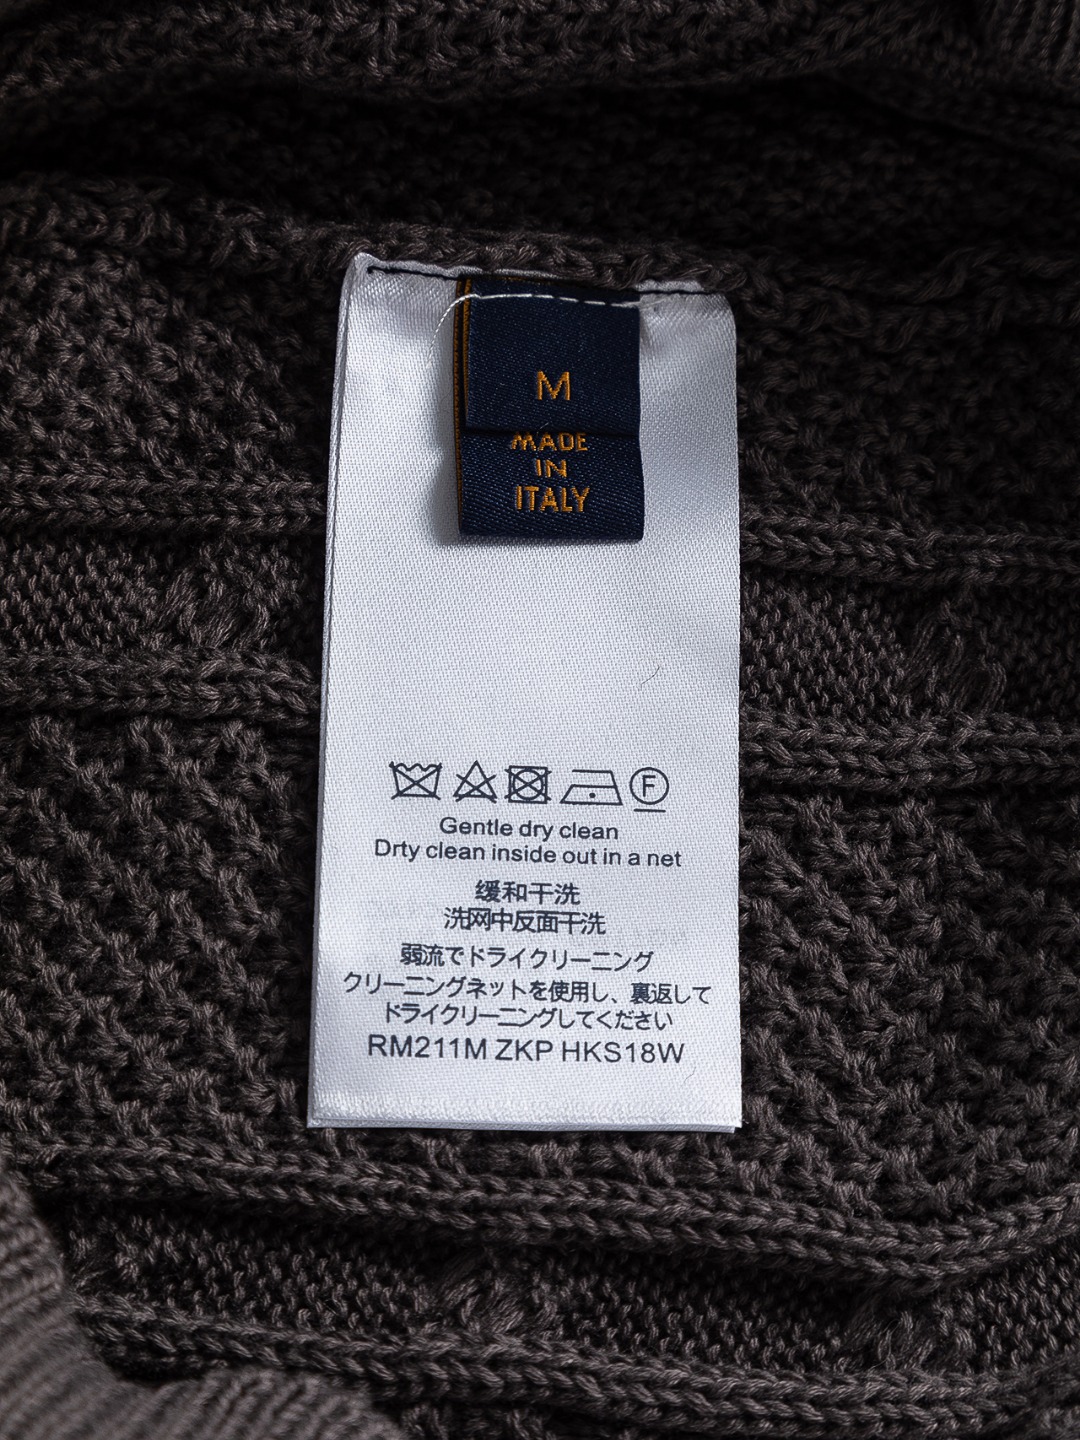 M
MADE
IN
ITALY
F
Gentle dry clean
Drty clean inside out in a net
缓和干洗
洗网中反面干洗
弱流でドライクリーニング
クリーニングネットを使用し、裏返して
ドライクリーニングしてください
RM211M ZKP HKS18W